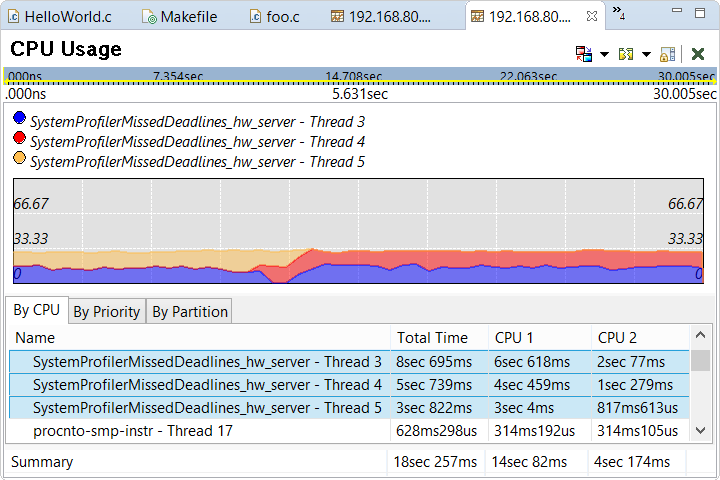 HelloWorld.c Makefile foo.c 192.168.80.... 192.168.80.... »4
CPU Usage
000ns 7.354sec 14.708sec 22.063sec 30.005sec
.000ns 5.631sec 30.005sec
SystemProfilerMissedDeadlines_hw_server - Thread 3
SystemProfilerMissedDeadlines_hw_server - Thread 4
SystemProfilerMissedDeadlines_hw_server - Thread 5
66.67 66.67
33.33 33.33
0 0
By CPU By Priority By Partition
Name Total Time CPU 1 CPU 2
SystemProfilerMissedDeadlines_hw_server - Thread 3 8sec 695ms 6sec 618ms 2sec 77ms
SystemProfilerMissedDeadlines_hw_server - Thread 4 5sec 739ms 4sec 459ms 1sec 279ms
SystemProfilerMissedDeadlines_hw_server - Thread 5 3sec 822ms 3sec 4ms 817ms613us
procnto-smp-instr - Thread 17 628ms298us 314ms192us 314ms105us
Summary 18sec 257ms 14sec 82ms 4sec 174ms